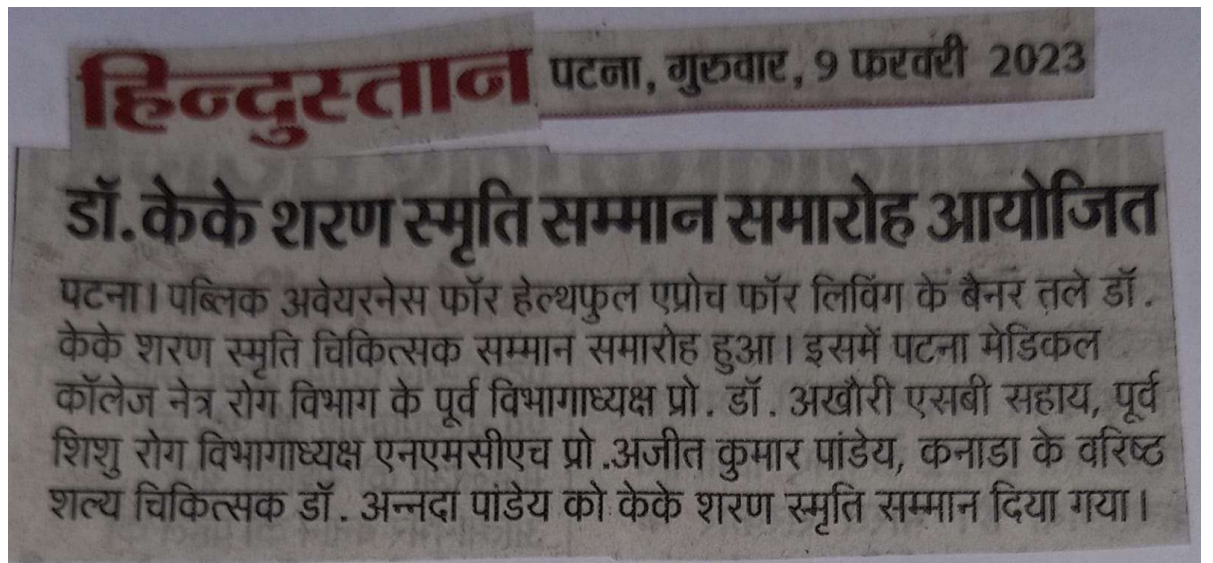 हिन्दुस्तान पटना, गुरुवार, 9 फरवरी 2023
डॉ. केके शरण स्मृति सम्मान समारोह आयोजित
पटना। पब्लिक अवेयरनेस फॉर हेल्थफुल एप्रोच फॉर लिविंग के बैनर तले डॉ.
केके शरण स्मृति चिकित्सक सम्मान समारोह हुआ। इसमें पटना मेडिकल
कॉलेज नेत्र रोग विभाग के पूर्व विभागाध्यक्ष प्रो. डॉ. अखौरी एसबी सहाय, पूर्व
शिशु रोग विभागाध्यक्ष एनएमसीएच प्रो.अजीत कुमार पांडेय, कनाडा के वरिष्ठ
शल्य चिकित्सक डॉ. अन्नदा पांडेय को केके शरण स्मृति सम्मान दिया गया।